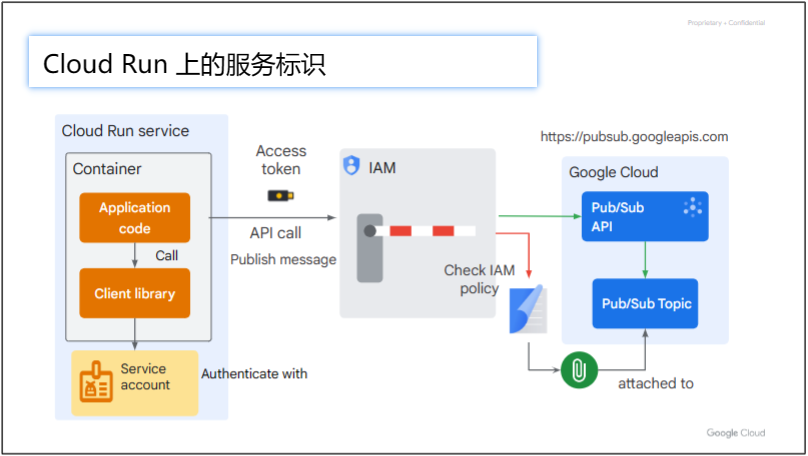 Proprietary + Confidential
Cloud Run 上的服务标识
Cloud Run service
Container
Application
code
Call
Client library
Service
account
Authenticate with
Access
token
API call
Publish message
IAM
Check IAM
policy
https://pubsub.googleapis.com
Google Cloud
Pub/Sub
API
Pub/Sub Topic
attached to
Google Cloud